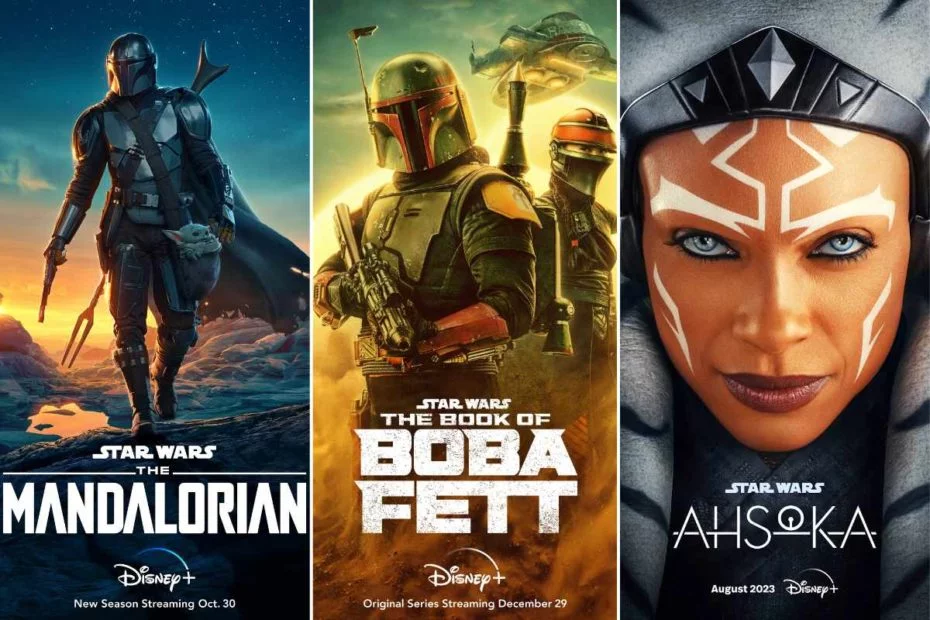 STAR WARS
THE
MANDALORIAN
Disney+
New Season Streaming Oct. 30
STAR WARS
THE BOOK OF
BOBA
FETT
Disney+
Original Series Streaming December 29
STAR WARS
AHSOKA
August 2023 Disney+